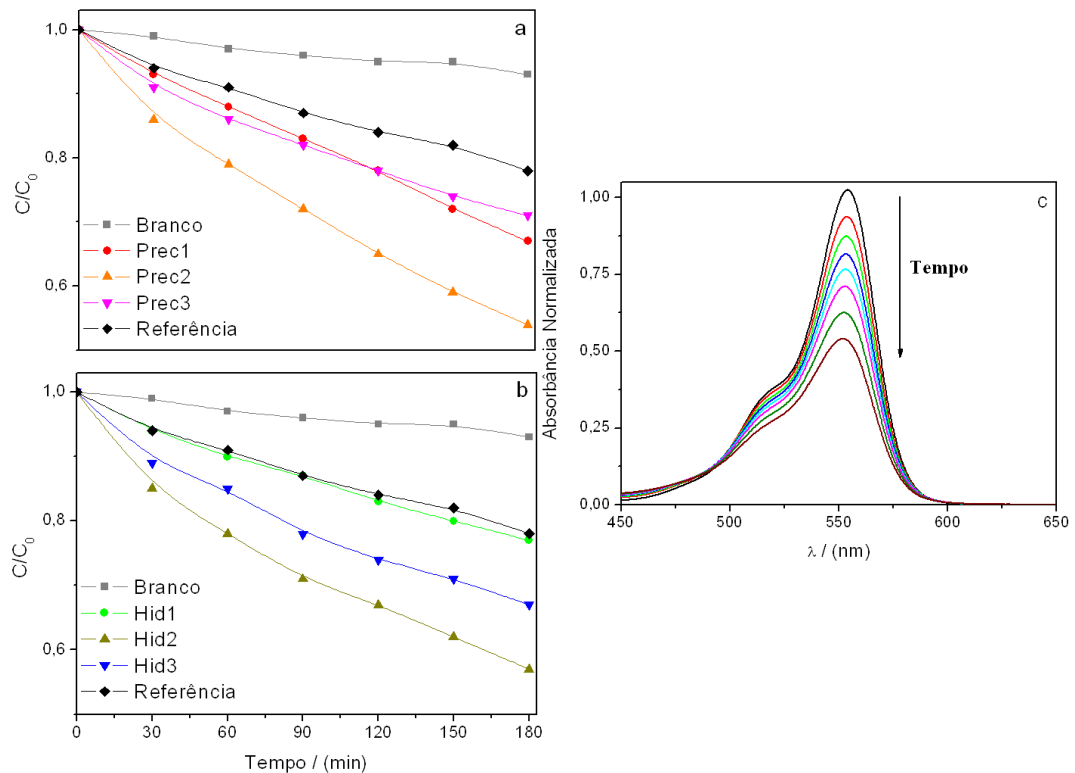 a
1,0
0,8
0,6
C/C0
Branco
Prec1
Prec2
Prec3
Referência
b
1,0
0,8
0,6
C/C0
Branco
Hid1
Hid2
Hid3
Referência
0 30 60 90 120 150 180
Tempo / (min)
c
1,00
0,75
0,50
0,25
0,00
Absorbância Normalizada
Tempo
450 500 550 600 650
λ / (nm)